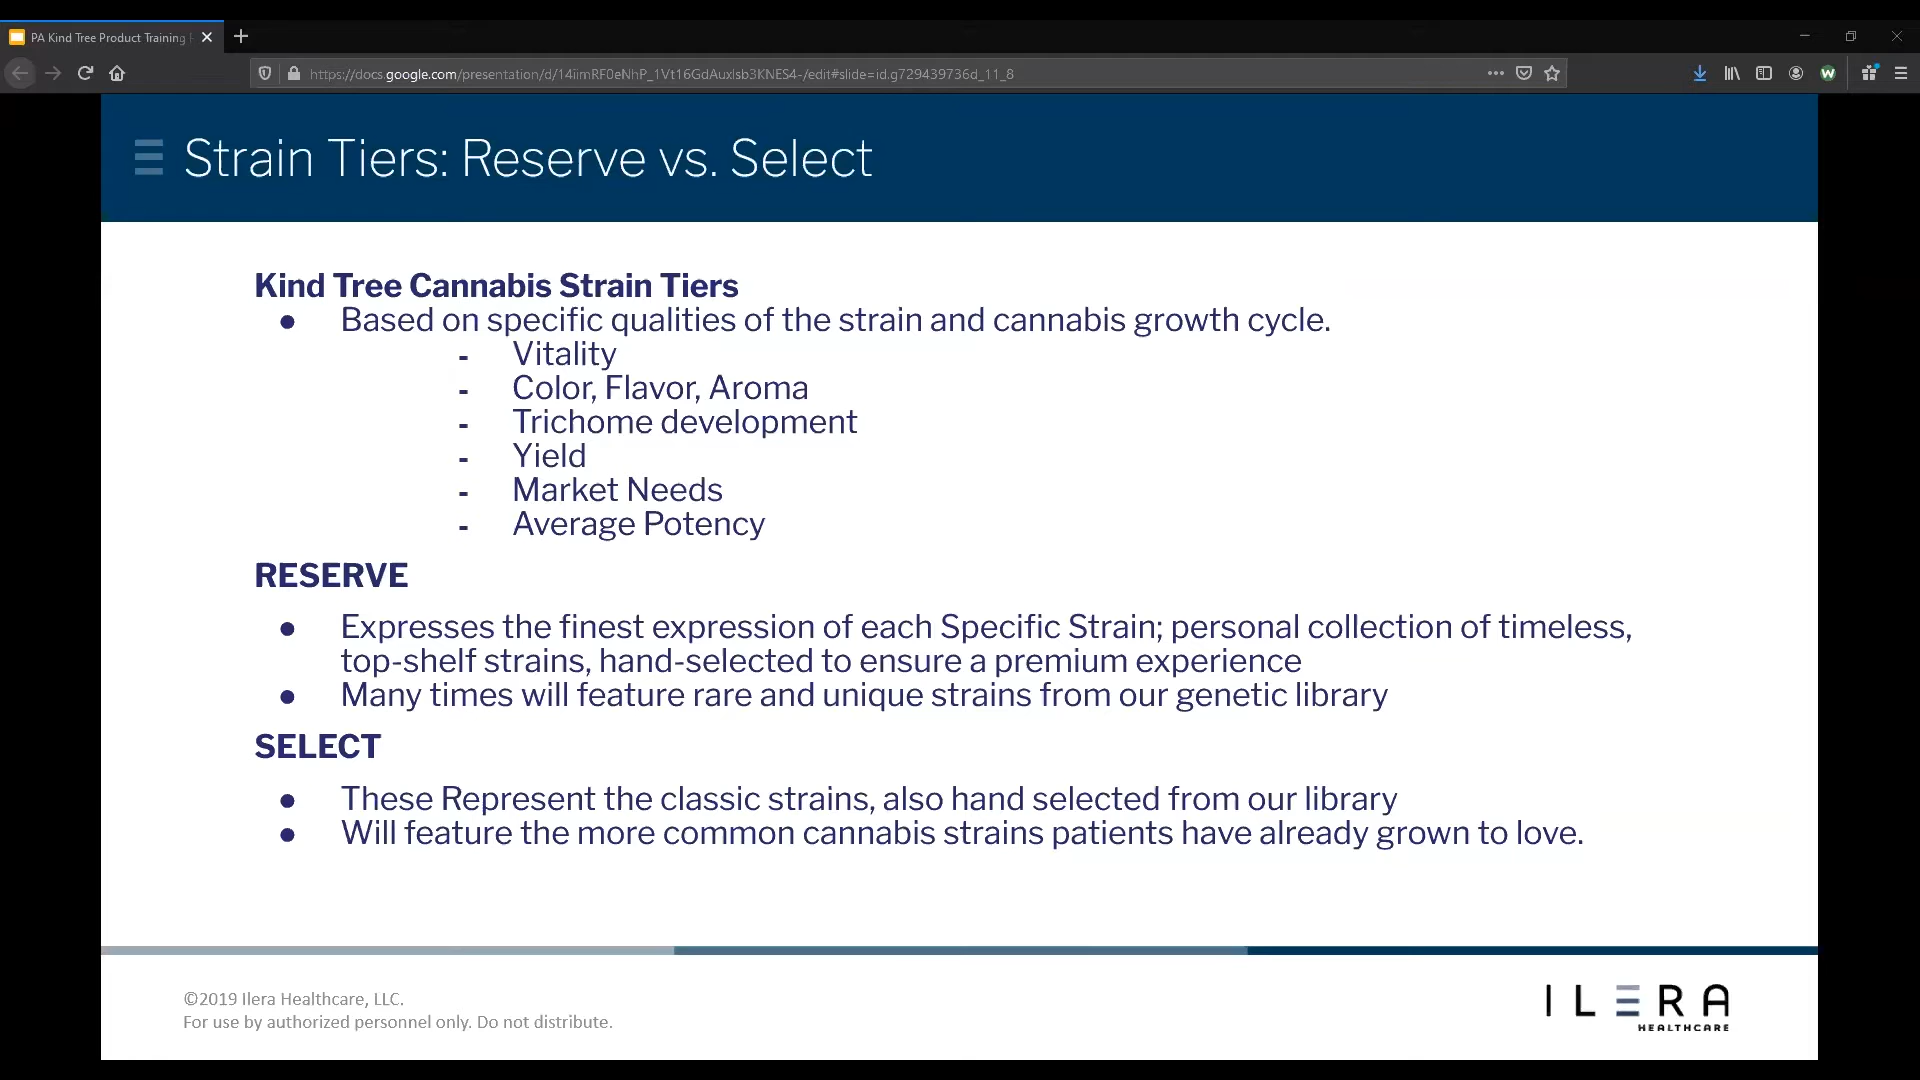 PA Kind Tree Product Training
https://docs.google.com/presentation/d/14iimRF0eNhP_1Vt16GdAuxlsb3KNES4-/edit#slide=id.g729439736d_11_8
W
Strain Tiers: Reserve vs. Select
Kind Tree Cannabis Strain Tiers
● Based on specific qualities of the strain and cannabis growth cycle.
- Vitality
- Color, Flavor, Aroma
- Trichome development
- Yield
- Market Needs
- Average Potency
RESERVE
● Expresses the finest expression of each Specific Strain; personal collection of timeless,
top-shelf strains, hand-selected to ensure a premium experience
● Many times will feature rare and unique strains from our genetic library
SELECT
● These Represent the classic strains, also hand selected from our library
● Will feature the more common cannabis strains patients have already grown to love.
©2019 Ilera Healthcare, LLC.
For use by authorized personnel only. Do not distribute.
ILERA
HEALTHCARE